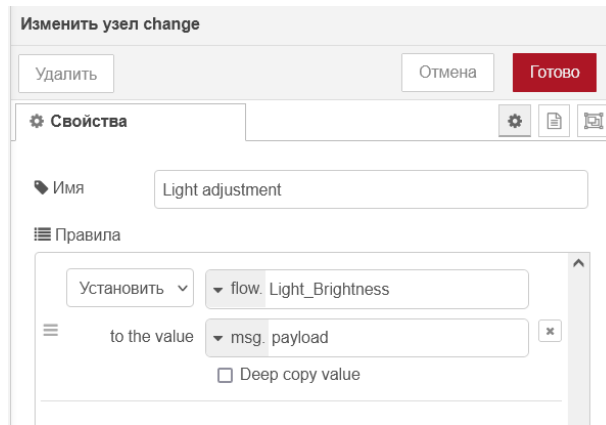 Изменить узел change
Удалить Отмена Готово
Свойства
Имя Light adjustment
Правила
Установить flow. Light_Brightness
to the value msg. payload
Deep copy value